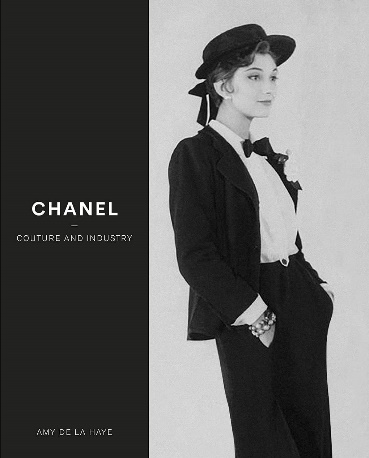 CHANEL
COUTURE AND INDUSTRY
AMY DE LA HAYE